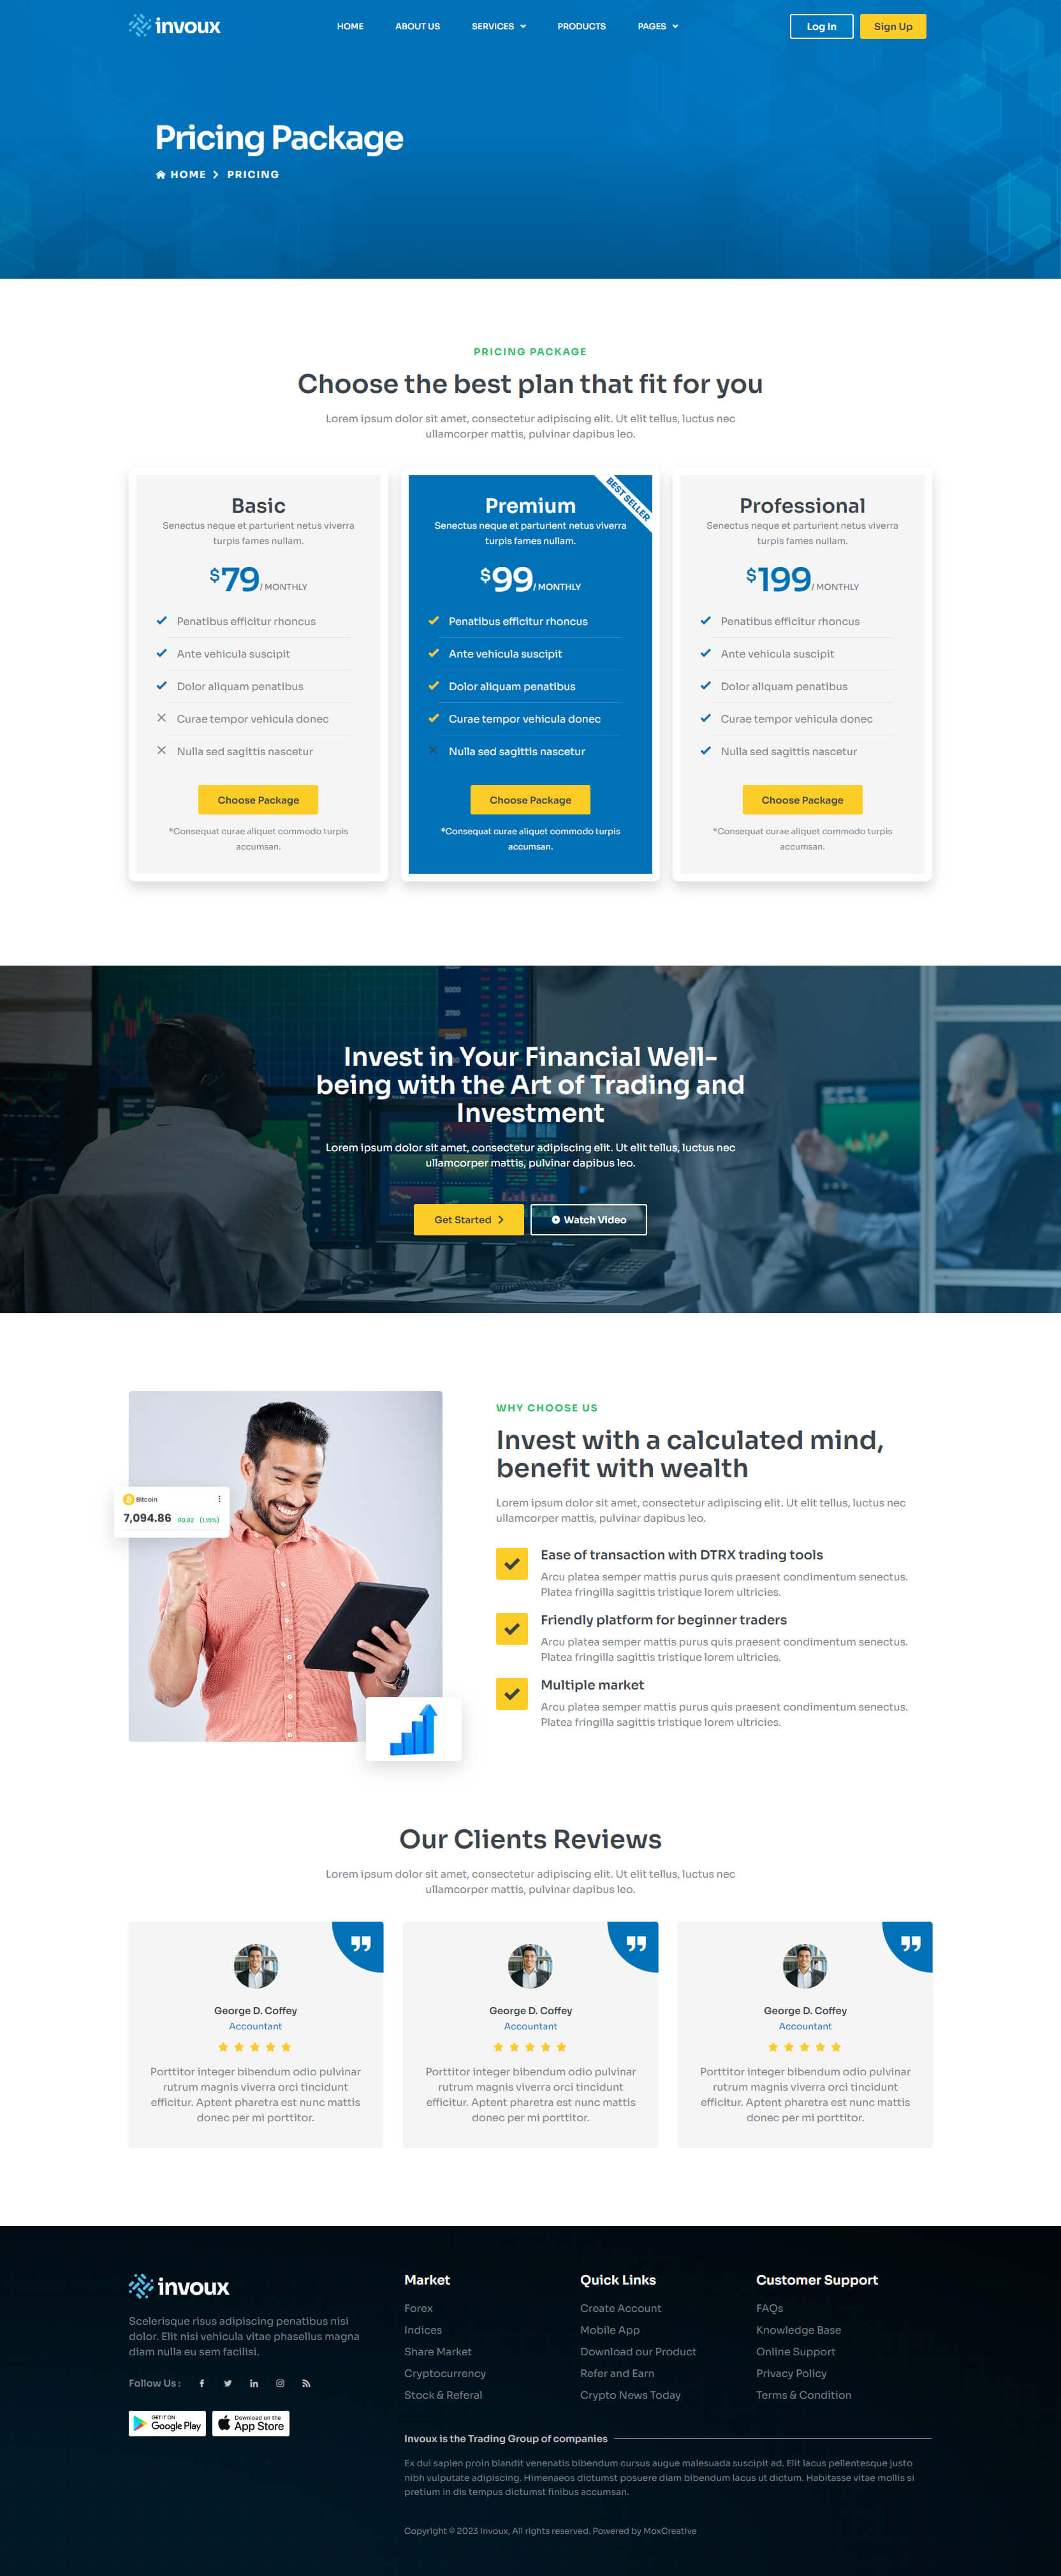 invoux
HOME
ABOUT US
SERVICES
PRODUCTS
PAGES
Log In
Sign Up
Pricing Package
HOME
PRICING
PRICING PACKAGE
Choose the best plan that fit for you
Lorem ipsum dolor sit amet, consectetur adipiscing elit. Ut elit tellus, luctus nec
ullamcorper mattis, pulvinar dapibus leo.
Basic
Senectus neque et parturient netus viverra
turpis fames nullam.
$79/ MONTHLY
Penatibus efficitur rhoncus
Ante vehicula suscipit
Dolor aliquam penatibus
Curae tempor vehicula donec
Nulla sed sagittis nascetur
Choose Package
*Consequat curae aliquet commodo turpis
accumsan.
BEST SELLER
Premium
Senectus neque et parturient netus viverra
turpis fames nullam.
$99/ MONTHLY
Penatibus efficitur rhoncus
Ante vehicula suscipit
Dolor aliquam penatibus
Curae tempor vehicula donec
Nulla sed sagittis nascetur
Choose Package
*Consequat curae aliquet commodo turpis
accumsan.
Professional
Senectus neque et parturient netus viverra
turpis fames nullam.
$199/ MONTHLY
Penatibus efficitur rhoncus
Ante vehicula suscipit
Dolor aliquam penatibus
Curae tempor vehicula donec
Nulla sed sagittis nascetur
Choose Package
*Consequat curae aliquet commodo turpis
accumsan.
Invest in Your Financial Well-
being with the Art of Trading and
Investment
Lorem ipsum dolor sit amet, consectetur adipiscing elit. Ut elit tellus, luctus nec
ullamcorper mattis, pulvinar dapibus leo.
Get Started
Watch Video
Bitcoin
7,094.86 80.82 (1,15%)
WHY CHOOSE US
Invest with a calculated mind,
benefit with wealth
Lorem ipsum dolor sit amet, consectetur adipiscing elit. Ut elit tellus, luctus nec
ullamcorper mattis, pulvinar dapibus leo.
Ease of transaction with DTRX trading tools
Arcu platea semper mattis purus quis praesent condimentum senectus.
Platea fringilla sagittis tristique lorem ultricies.
Friendly platform for beginner traders
Arcu platea semper mattis purus quis praesent condimentum senectus.
Platea fringilla sagittis tristique lorem ultricies.
Multiple market
Arcu platea semper mattis purus quis praesent condimentum senectus.
Platea fringilla sagittis tristique lorem ultricies.
Our Clients Reviews
Lorem ipsum dolor sit amet, consectetur adipiscing elit. Ut elit tellus, luctus nec
ullamcorper mattis, pulvinar dapibus leo.
George D. Coffey
Accountant
Porttitor integer bibendum odio pulvinar
rutrum magnis viverra orci tincidunt
efficitur. Aptent pharetra est nunc mattis
donec per mi porttitor.
George D. Coffey
Accountant
Porttitor integer bibendum odio pulvinar
rutrum magnis viverra orci tincidunt
efficitur. Aptent pharetra est nunc mattis
donec per mi porttitor.
George D. Coffey
Accountant
Porttitor integer bibendum odio pulvinar
rutrum magnis viverra orci tincidunt
efficitur. Aptent pharetra est nunc mattis
donec per mi porttitor.
invoux
Scelerisque risus adipiscing penatibus nisi
dolor. Elit nisi vehicula vitae phasellus magna
diam nulla eu sem facilisi.
Follow Us :
GET IT ON
Google Play
Download on the
App Store
Market
Forex
Indices
Share Market
Cryptocurrency
Stock & Referal
Quick Links
Create Account
Mobile App
Download our Product
Refer and Earn
Crypto News Today
Customer Support
FAQs
Knowledge Base
Online Support
Privacy Policy
Terms & Condition
Invoux is the Trading Group of companies
Ex dui sapien proin blandit venenatis bibendum cursus augue malesuada suscipit ad. Elit lacus pellentesque justo
nibh vulputate adipiscing. Himenaeos dictumst posuere diam bibendum lacus ut dictum. Habitasse vitae mollis si
pretium in dis tempus dictumst finibus accumsan.
Copyright © 2023 Invoux, All rights reserved. Powered by MoxCreative